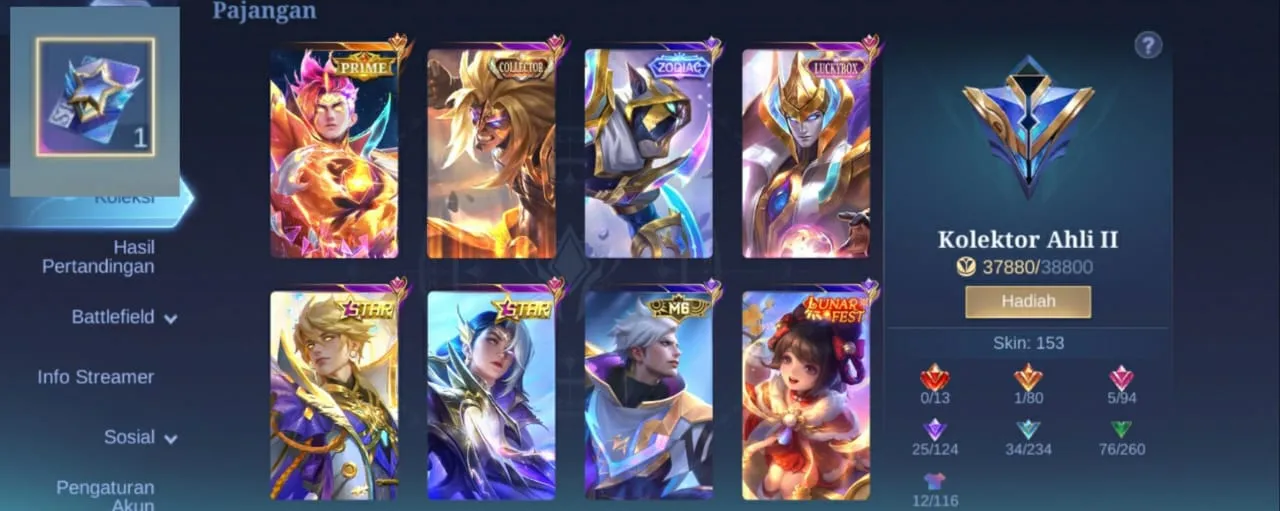 Pajangan
1
Koleksi
Hasil
Pertandingan
Battlefield
Info Streamer
Sosial
Pengaturan
Akun
PRIME
COLLECTOR
ZODIAC
LUCKYBOX
STAR
STAR
M6
LUNAR
FEST
?
Kolektor Ahli II
37880/38800
Hadiah
Skin: 153
0/13
1/80
5/94
25/124
34/234
76/260
12/116